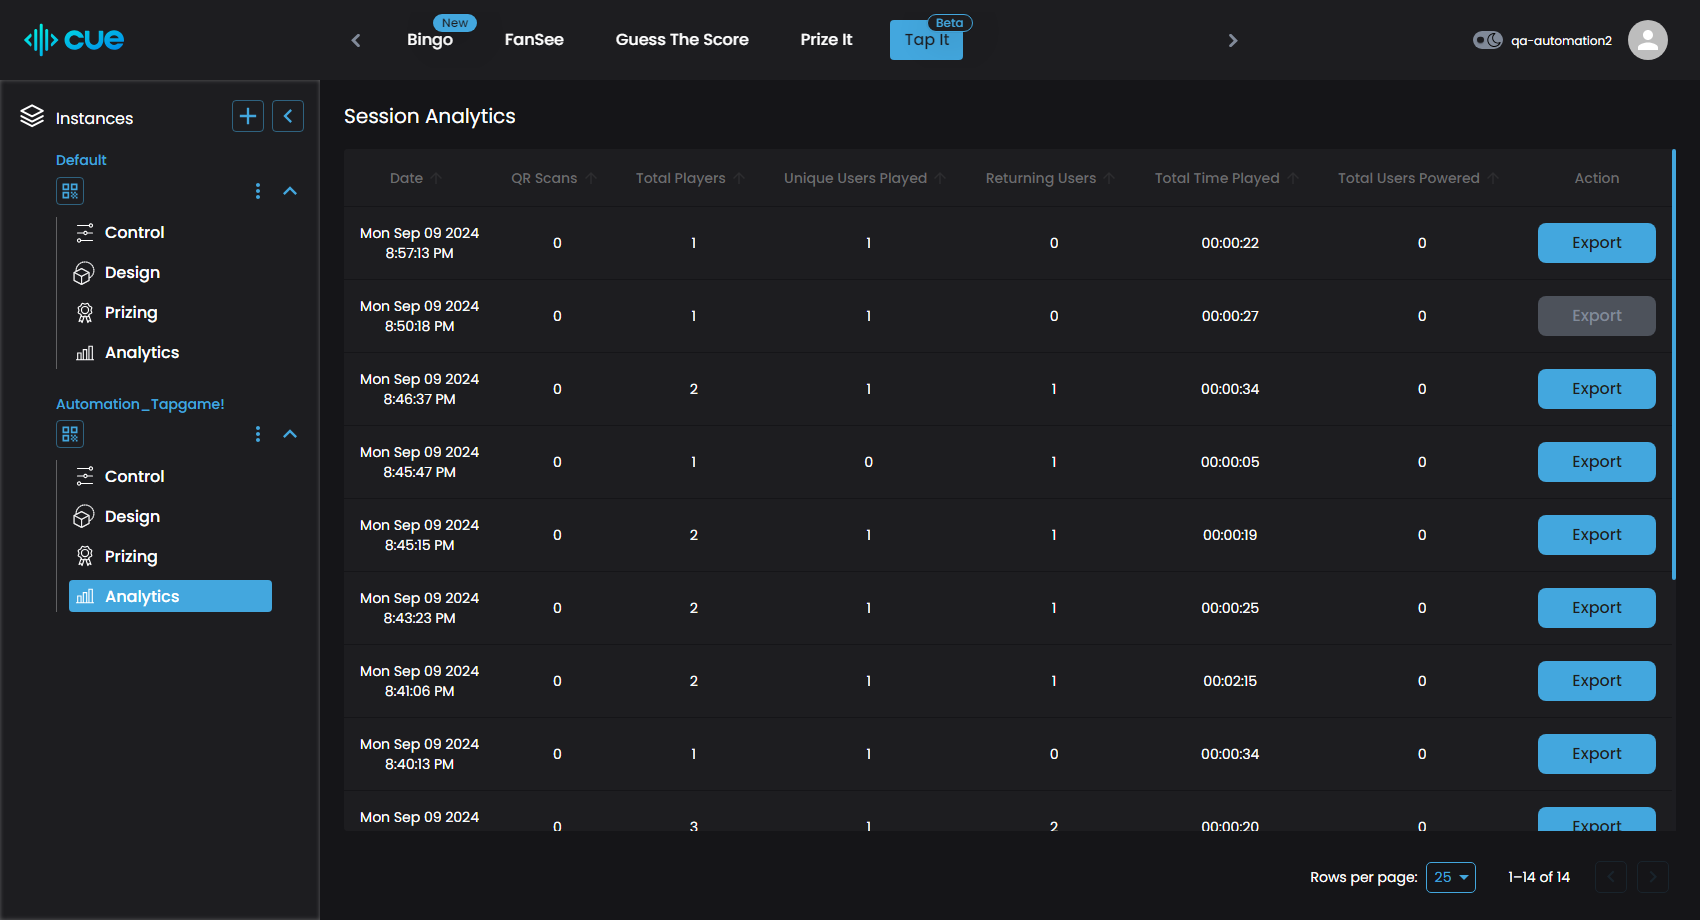 cue
New
Beta
Bingo FanSee Guess The Score Prize It Tap It
qa-automation2
Instances
Default
Control
Design
Prizing
Analytics
Automation_Tapgame!
Control
Design
Prizing
Analytics
Session Analytics
Date QR Scans Total Players Unique Users Played Returning Users Total Time Played Total Users Powered Action
Mon Sep 09 2024
8:57:13 PM 0 1 1 0 00:00:22 0 Export
Mon Sep 09 2024
8:50:18 PM 0 1 1 0 00:00:27 0 Export
Mon Sep 09 2024
8:46:37 PM 0 2 1 1 00:00:34 0 Export
Mon Sep 09 2024
8:45:47 PM 0 1 0 1 00:00:05 0 Export
Mon Sep 09 2024
8:45:15 PM 0 2 1 1 00:00:19 0 Export
Mon Sep 09 2024
8:43:23 PM 0 2 1 1 00:00:25 0 Export
Mon Sep 09 2024
8:41:06 PM 0 2 1 1 00:02:15 0 Export
Mon Sep 09 2024
8:40:13 PM 0 1 1 0 00:00:34 0 Export
Mon Sep 09 2024
0 3 1 2 00:00:20 0 Export
Rows per page: 25 1–14 of 14